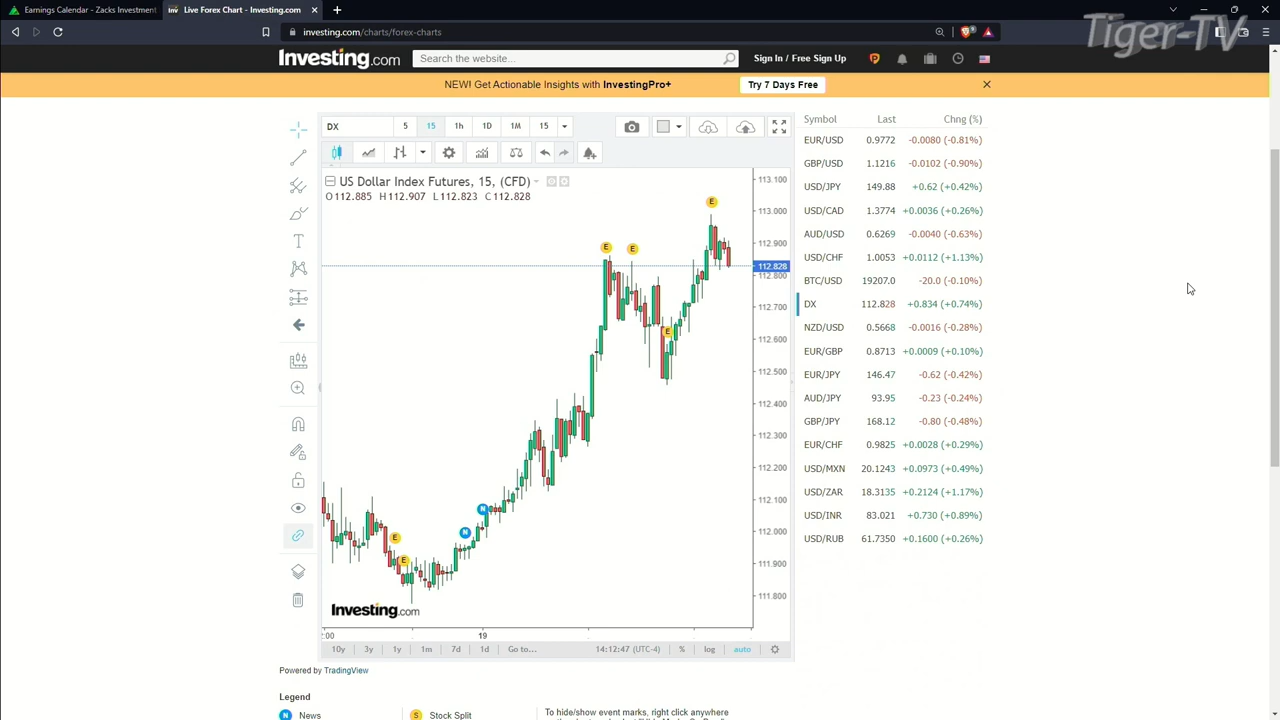 Earnings Calendar - Zacks Investment
Live Forex Chart - Investing.com
investing.com/charts/forex-charts
Tiger-TV
Investing.com
Search the website...
Sign In / Free Sign Up
NEW! Get Actionable Insights with InvestingPro+
Try 7 Days Free
DX
5
15
1h
1D
1M
15
US Dollar Index Futures, 15, (CFD)
O112.885 H112.907 L112.823 C112.828
113.100
113.000
112.900
112.828
112.800
112.700
112.600
112.500
112.400
112.300
112.200
112.100
112.000
111.900
111.800
E
E
E
E
E
E
N
N
Investing.com
2:00
19
10y
3y
1y
1m
7d
1d
Go to...
14:12:47 (UTC-4)
%
log
auto
Symbol Last Chng (%)
EUR/USD 0.9772 -0.0080 (-0.81%)
GBP/USD 1.1216 -0.0102 (-0.90%)
USD/JPY 149.88 +0.62 (+0.42%)
USD/CAD 1.3774 +0.0036 (+0.26%)
AUD/USD 0.6269 -0.0040 (-0.63%)
USD/CHF 1.0053 +0.0112 (+1.13%)
BTC/USD 19207.0 -20.0 (-0.10%)
DX 112.828 +0.834 (+0.74%)
NZD/USD 0.5668 -0.0016 (-0.28%)
EUR/GBP 0.8713 +0.0009 (+0.10%)
EUR/JPY 146.47 -0.62 (-0.42%)
AUD/JPY 93.95 -0.23 (-0.24%)
GBP/JPY 168.12 -0.80 (-0.48%)
EUR/CHF 0.9825 +0.0028 (+0.29%)
USD/MXN 20.1243 +0.0973 (+0.49%)
USD/ZAR 18.3135 +0.2124 (+1.17%)
USD/INR 83.021 +0.730 (+0.89%)
USD/RUB 61.7350 +0.1600 (+0.26%)
Powered by TradingView
Legend
N News
S Stock Split
To hide/show event marks, right click anywhere